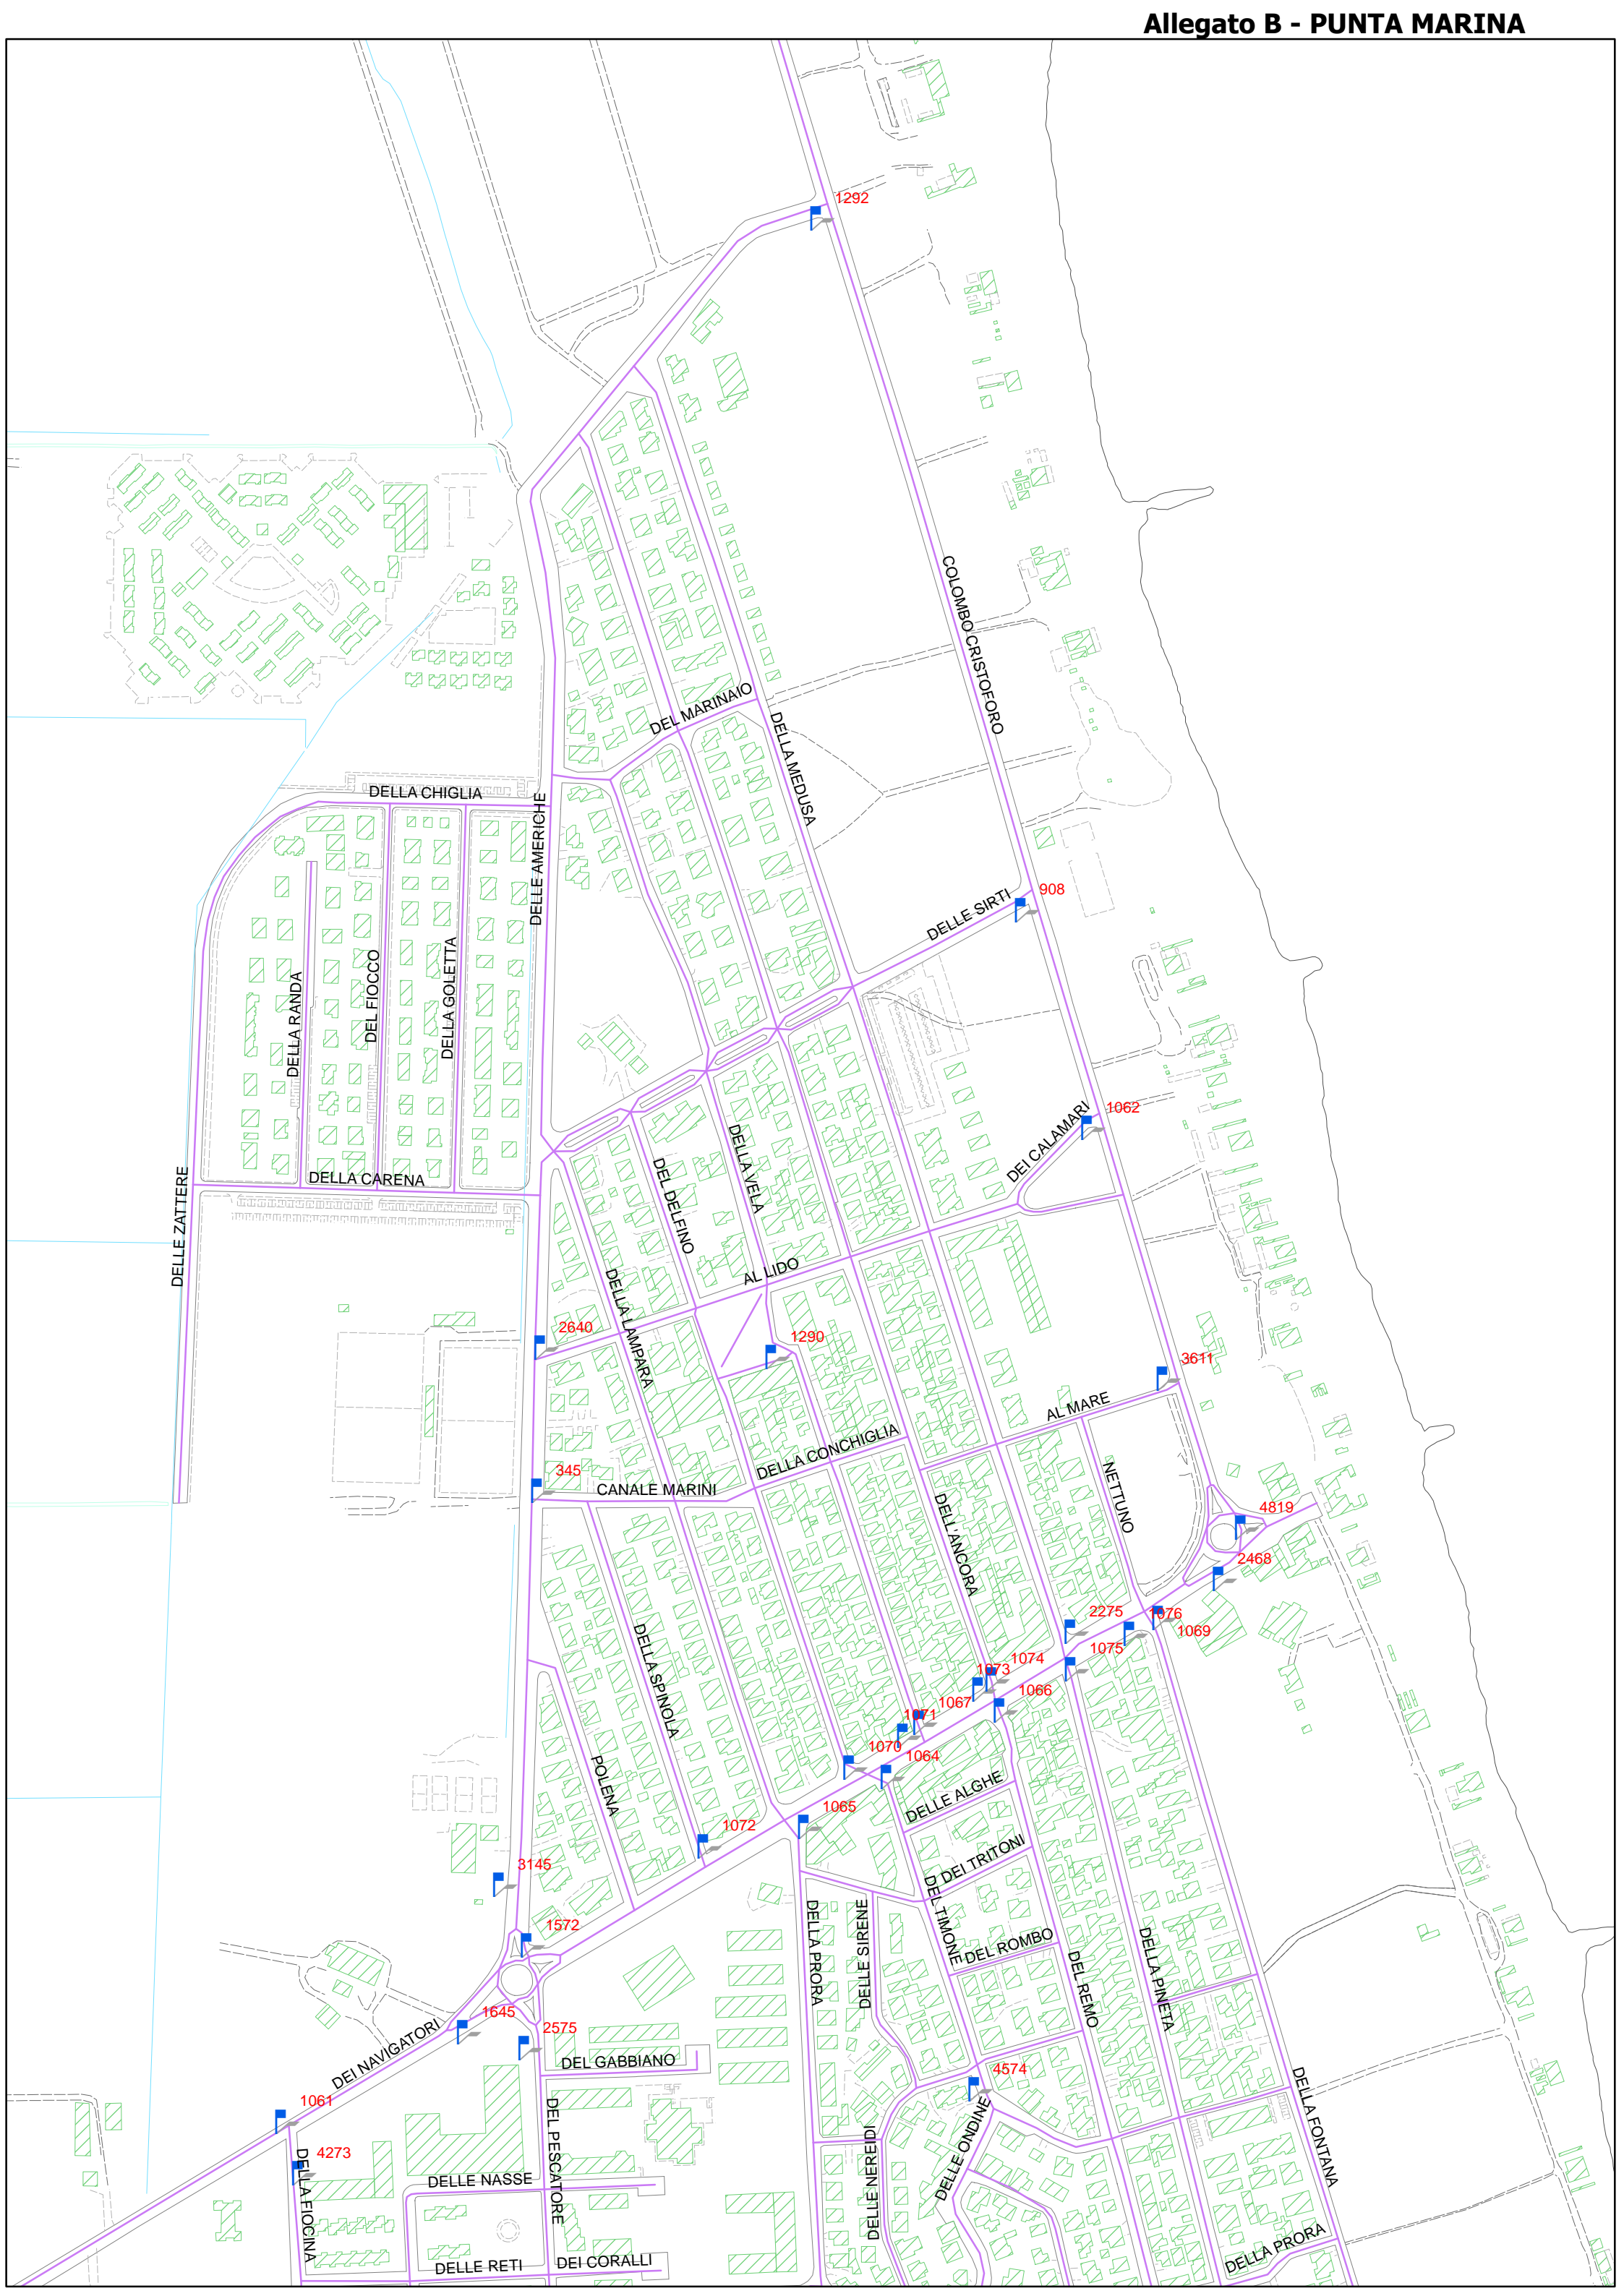 Allegato B - PUNTA MARINA
1292
COLOMBO CRISTOFORO
DEL MARINAIO
DELLA MEDUSA
DELLA CHIGLIA
DELLE AMERICHE
908
DELLE SIRTI
DELLA RANDA
DEL FIOCCO
DELLA GOLETTA
1062
DEI CALAMARI
DELLA VELA
DEL DELFINO
DELLA CARENA
DELLE ZATTERE
AL LIDO
DELLA LAMPARA
2640
1290
3611
AL MARE
DELLA CONCHIGLIA
345
CANALE MARINI
NETTUNO
4819
DELL'ANCORA
2468
2275
1076
1069
1075
1074
1073
1066
1067
1071
DELLA SPINOLA
1070
1064
POLENA
DELLE ALGHE
1065
1072
DEI TRITONI
3145
DEL TIMONE
1572
DELLA PRORA
DELLE SIRENE
DEL ROMBO
DEL REMO
DELLA PINETA
1645
2575
DEI NAVIGATORI
DEL GABBIANO
4574
1061
DELLA FONTANA
DEL PESCATORE
DELLE NEREIDI
DELLE ONDINE
4273
DELLA FIOCINA
DELLE NASSE
DELLA PRORA
DELLE RETI
DEI CORALLI